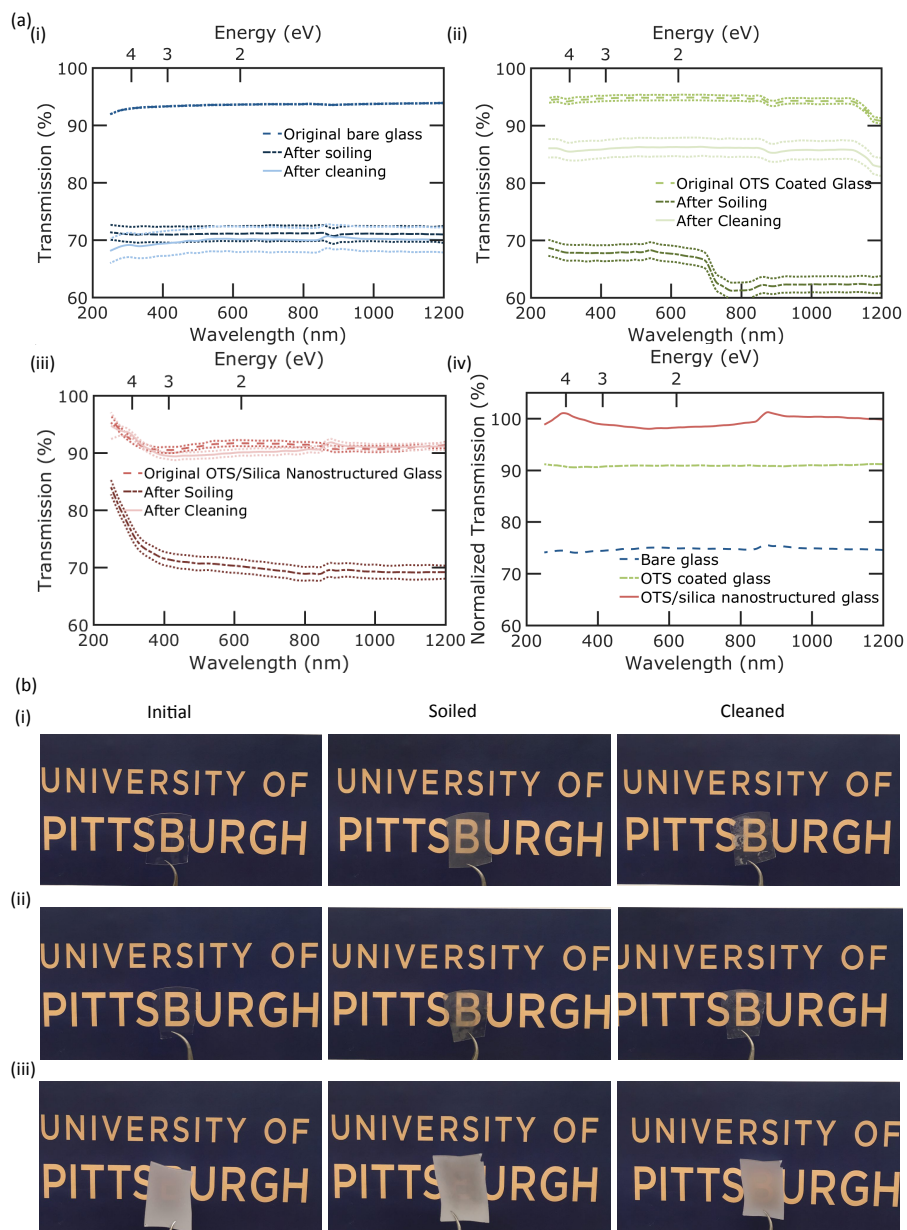 (a)
(i)
Energy (eV)
4 3 2
100
90
80
70
60
Transmission (%)
Original bare glass
After soiling
After cleaning
200 400 600 800 1000 1200
Wavelength (nm)
(ii)
Energy (eV)
4 3 2
100
90
80
70
60
Transmission (%)
Original OTS Coated Glass
After Soiling
After Cleaning
200 400 600 800 1000 1200
Wavelength (nm)
(iii)
Energy (eV)
4 3 2
100
90
80
70
60
Transmission (%)
Original OTS/Silica Nanostructured Glass
After Soiling
After Cleaning
200 400 600 800 1000 1200
Wavelength (nm)
(iv)
Energy (eV)
4 3 2
100
90
80
70
60
Normalized Transmission (%)
Bare glass
OTS coated glass
OTS/silica nanostructured glass
200 400 600 800 1000 1200
Wavelength (nm)
(b)
Initial Soiled Cleaned
(i)
UNIVERSITY OF
PITTSBURGH
UNIVERSITY OF
PITTSBURGH
UNIVERSITY OF
PITTSBURGH
(ii)
UNIVERSITY OF
PITTSBURGH
UNIVERSITY OF
PITTSBURGH
UNIVERSITY OF
PITTSBURGH
(iii)
UNIVERSITY OF
PITTS URGH
UNIVERSITY OF
PITTS URGH
UNIVERSITY OF
PITTS URGH